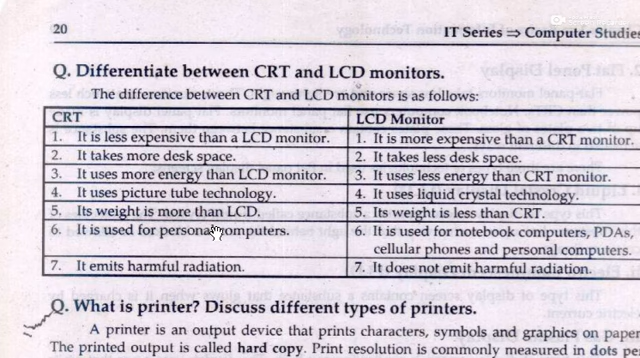 20
IT Series ⇒ Computer Studies
Q. Differentiate between CRT and LCD monitors.
The difference between CRT and LCD monitors is as follows:
CRT
LCD Monitor
1. It is less expensive than a LCD monitor.
1. It is more expensive than a CRT monitor.
2. It takes more desk space.
2. It takes less desk space.
3. It uses more energy than LCD monitor.
3. It uses less energy than CRT monitor.
4. It uses picture tube technology.
4. It uses liquid crystal technology.
5. Its weight is more than LCD.
5. Its weight is less than CRT.
6. It is used for personal computers.
6. It is used for notebook computers, PDAs,
cellular phones and personal computers.
7. It emits harmful radiation.
7. It does not emit harmful radiation.
Q. What is printer? Discuss different types of printers.
A printer is an output device that prints characters, symbols and graphics on paper
The printed output is called hard copy. Print resolution is commonly measured in dots pe